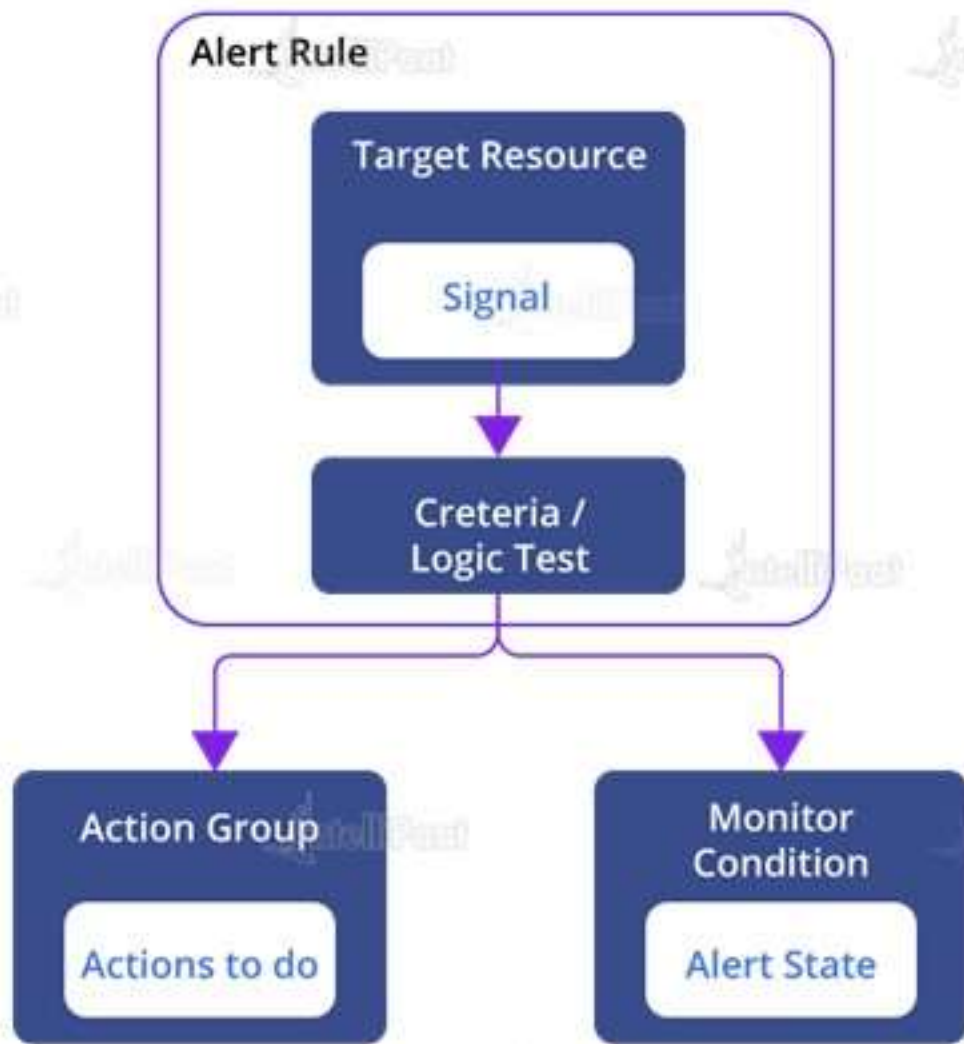 Alert Rule
Target Resource
Signal
Creteria /
Logic Test
Action Group
Actions to do
Monitor
Condition
Alert State